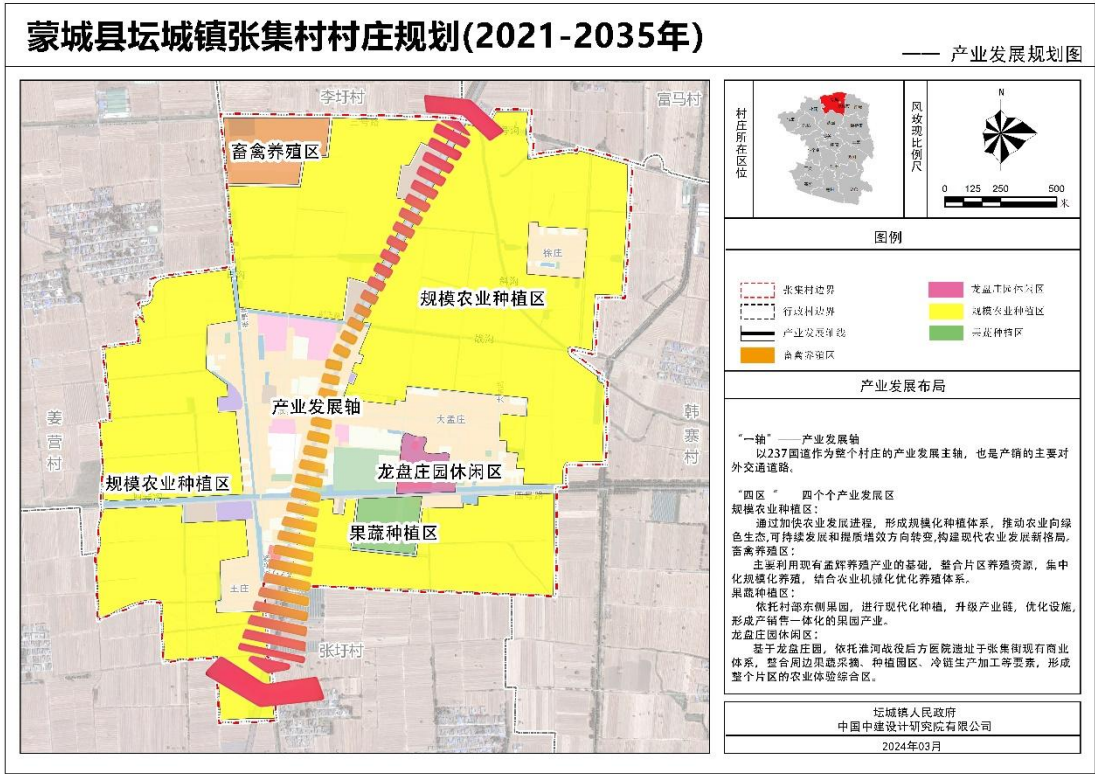 蒙城县坛城镇张集村村庄规划(2021-2035年)
—— 产业发展规划图
李圩村
富马村
畜禽养殖区
徐庄
规模农业种植区
产业发展轴
大孟庄
姜营村
韩寨村
龙盘庄园休闲区
规模农业种植区
果蔬种植区
王庄
张圩村
村庄所在区位
风玫瑰比例尺
N
0 125 250 500
米
图例
张集村边界
行政村边界
产业发展轴线
畜禽养殖区
龙盘庄园休闲区
规模农业种植区
果蔬种植区
产业发展布局
“一轴”——产业发展轴
以237国道作为整个村庄的产业发展主轴，也是产销的主要对
外交通道路。
“四区 ” 四个个产业发展区
规模农业种植区：
通过加快农业发展进程，形成规模化种植体系，推动农业向绿
色生态,可持续发展和提质增效方向转变,构建现代农业发展新格局。
畜禽养殖区：
主要利用现有孟辉养殖产业的基础，整合片区养殖资源，集中
化规模化养殖，结合农业机械化优化养殖体系。
果蔬种植区：
依托村部东侧果园，进行现代化种植，升级产业链，优化设施，
形成产销售一体化的果园产业。
龙盘庄园休闲区：
基于龙盘庄园，依托淮河战役后方医院遗址于张集街现有商业
体系，整合周边果蔬采摘、种植园区、冷链生产加工等要素，形成
整个片区的农业体验综合区。
坛城镇人民政府
中国中建设计研究院有限公司
2024年03月